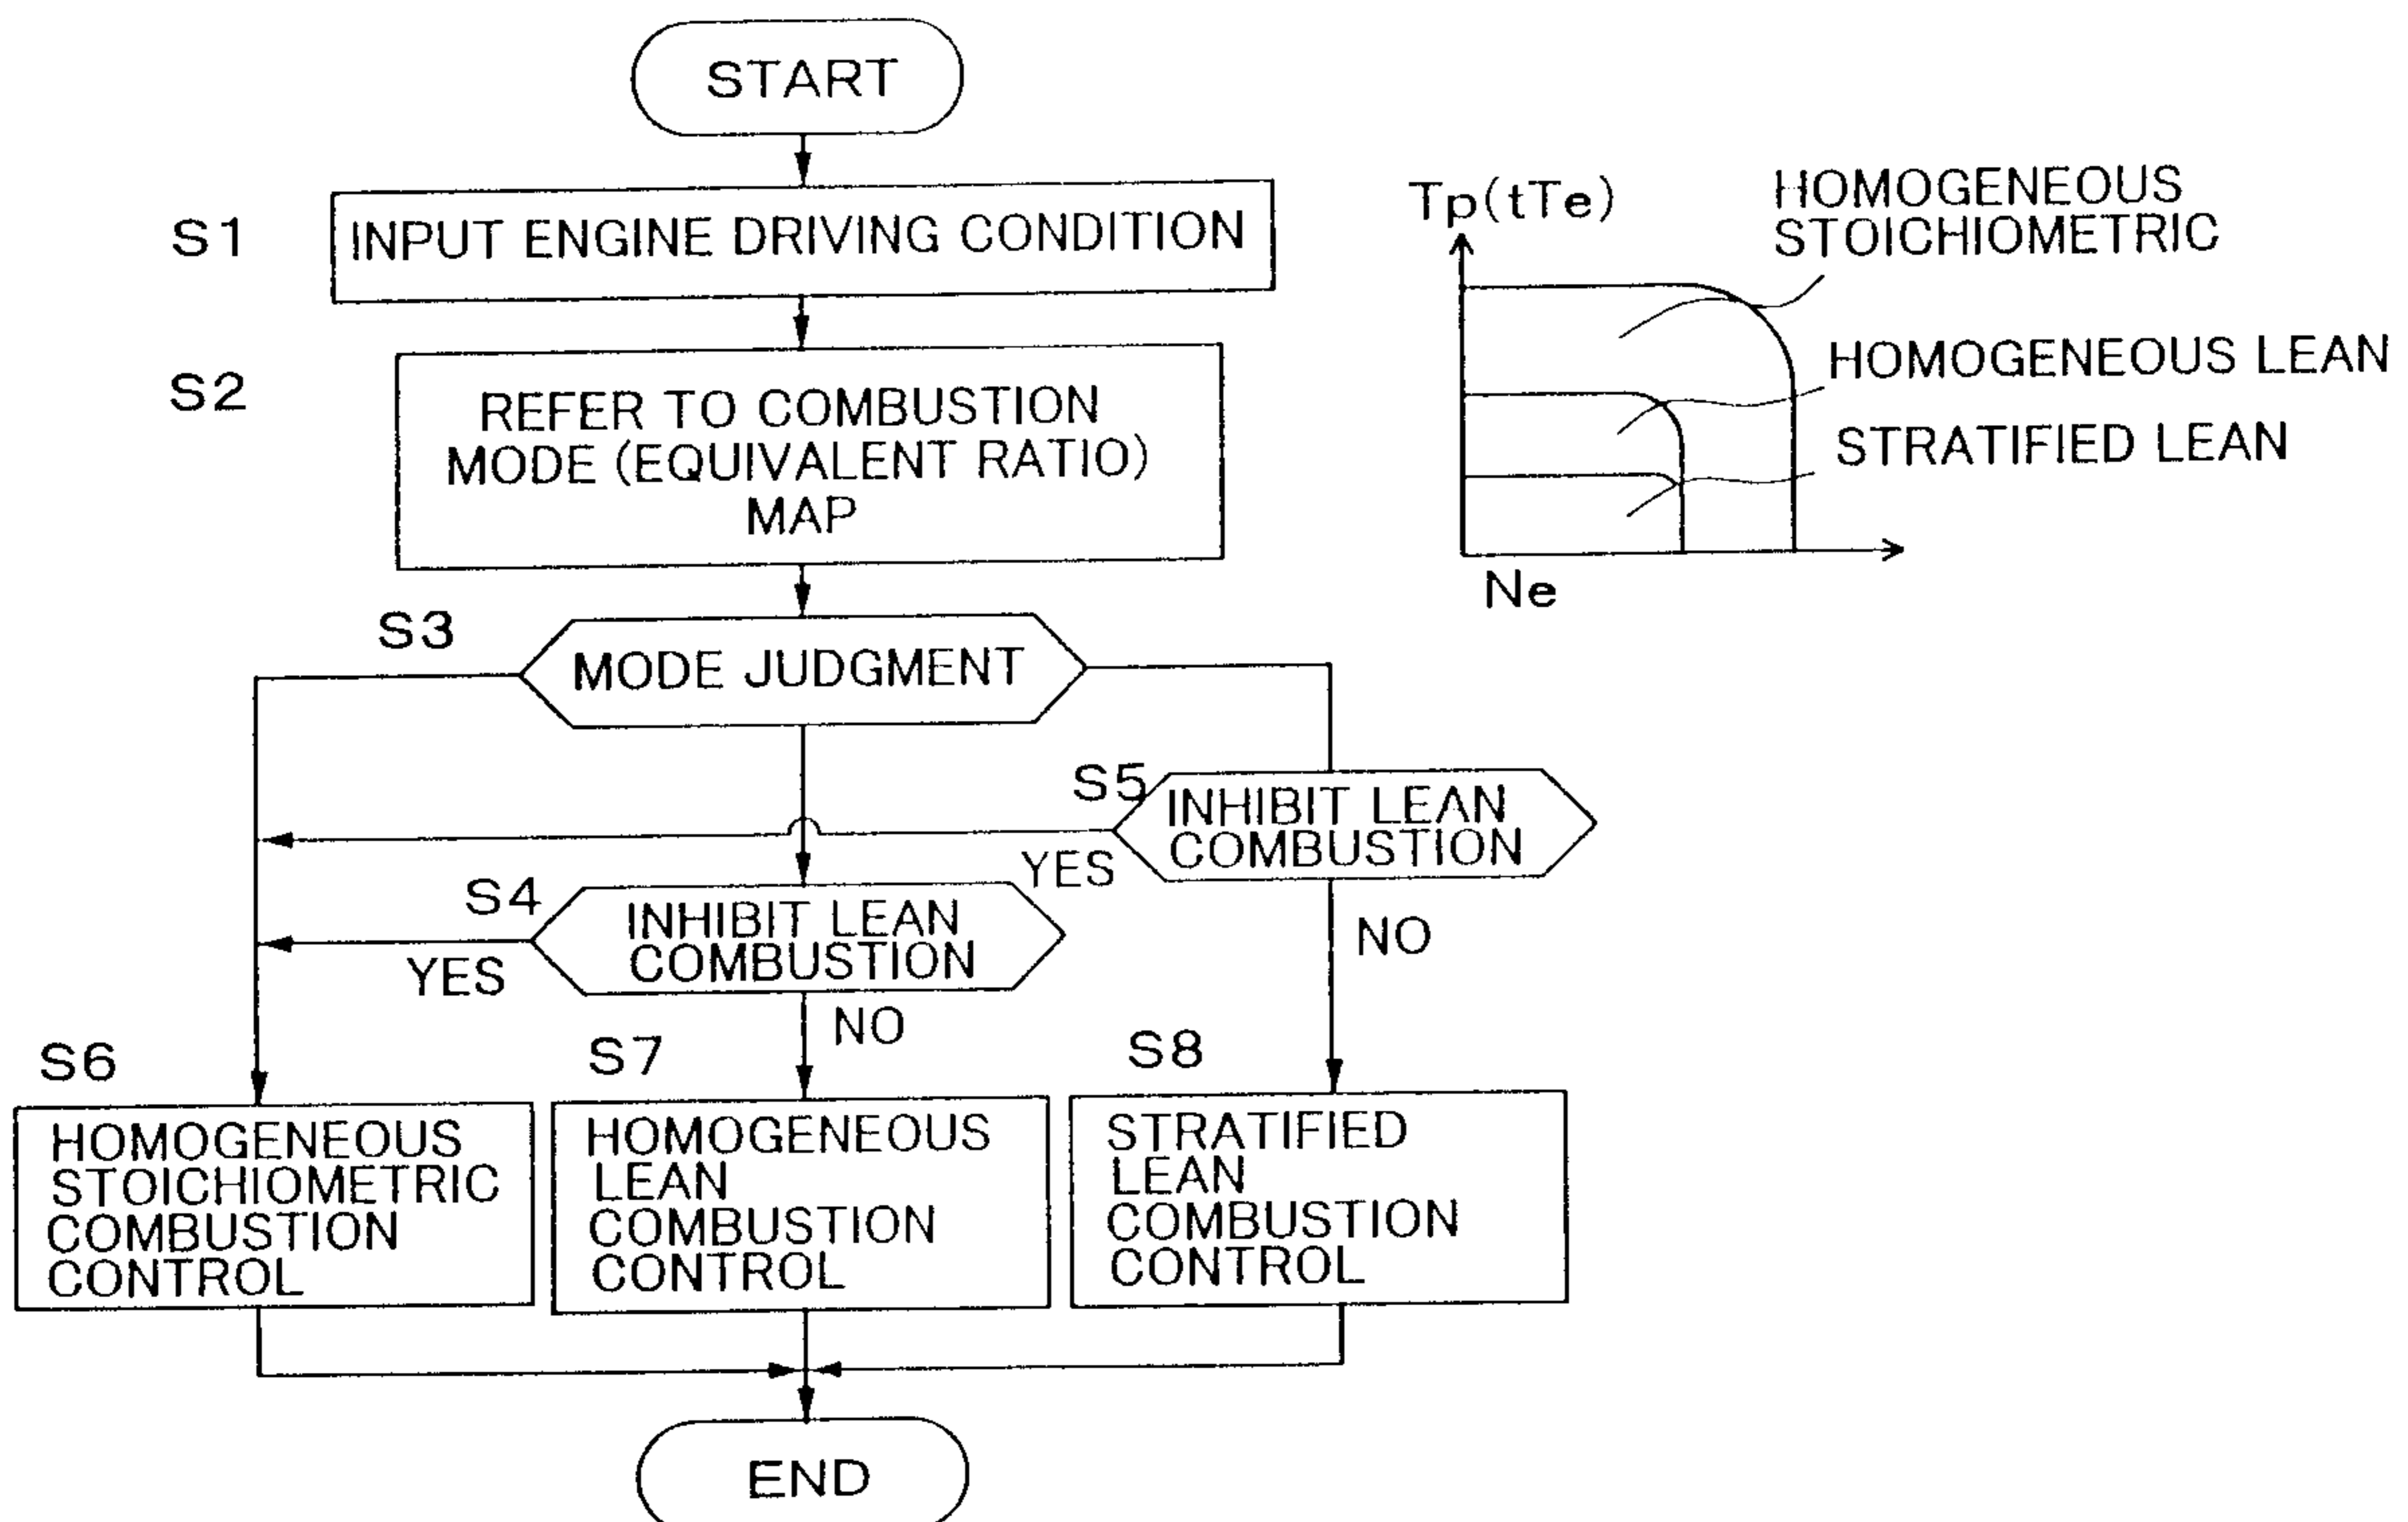 START
S1
INPUT ENGINE DRIVING CONDITION
S2
REFER TO COMBUSTION
MODE (EQUIVALENT RATIO)
MAP
Tp(tTe)
HOMOGENEOUS
STOICHIOMETRIC
HOMOGENEOUS LEAN
STRATIFIED LEAN
Ne
S3
MODE JUDGMENT
S5
INHIBIT LEAN
COMBUSTION
YES
NO
S4
INHIBIT LEAN
COMBUSTION
YES
NO
S6
HOMOGENEOUS
STOICHIOMETRIC
COMBUSTION
CONTROL
S7
HOMOGENEOUS
LEAN
COMBUSTION
CONTROL
S8
STRATIFIED
LEAN
COMBUSTION
CONTROL
END